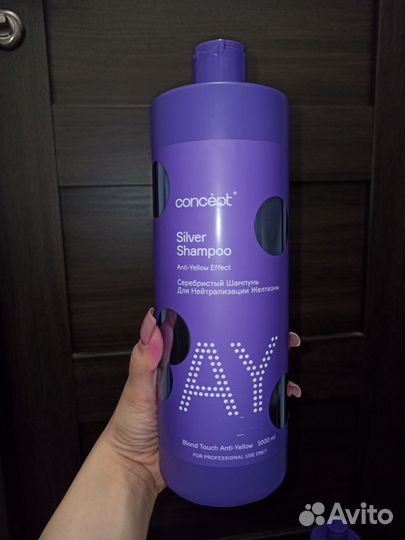 concept®
Silver
Shampoo
Anti-Yellow Effect
Серебристый Шампунь
Для Нейтрализации Желтизны
AY
Blond Touch Anti-Yellow 1000 ml
FOR PROFESSIONAL USE ONLY
Avito